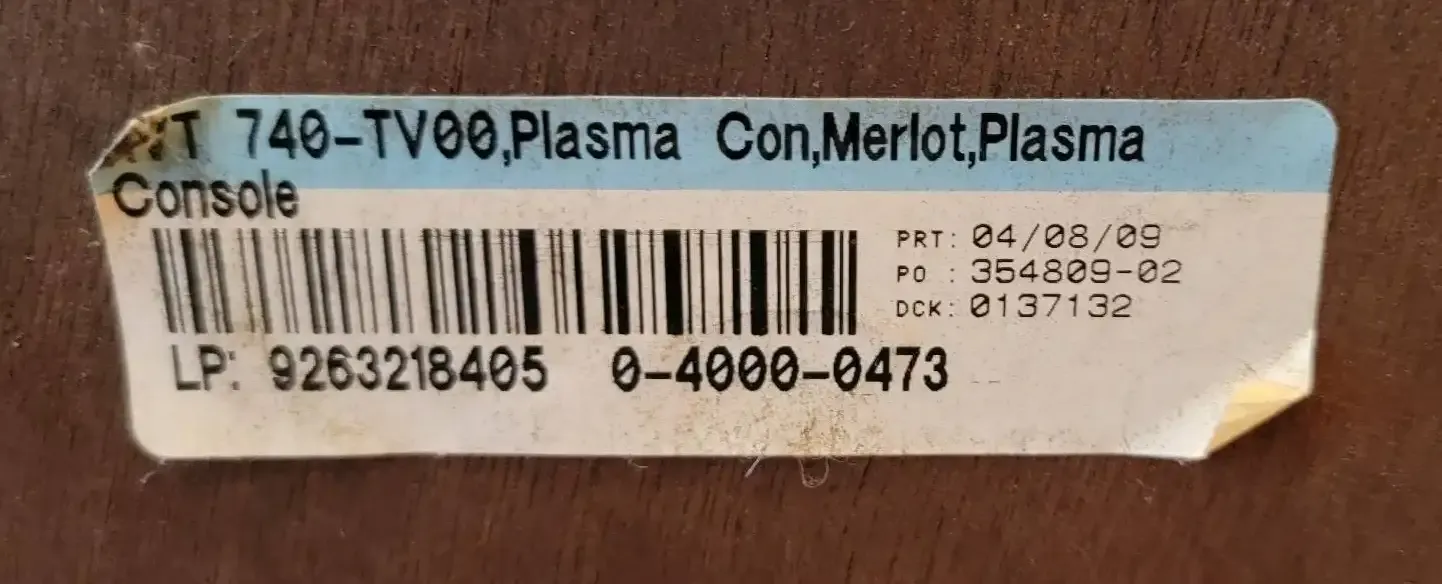 740-TV00,Plasma Con,Merlot,Plasma
Console
PRT: 04/08/09
PO : 354809-02
DCK: 0137132
LP: 9263218405 0-4000-0473